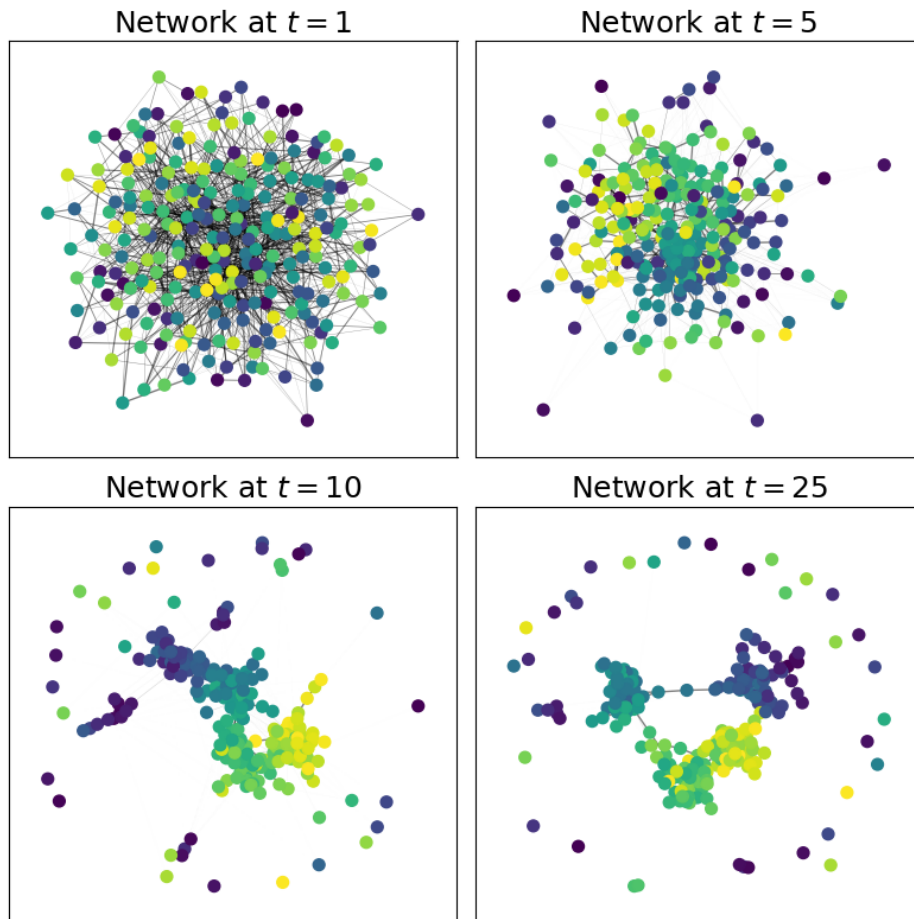 Network at t = 1
Network at t = 5
Network at t = 10
Network at t = 25